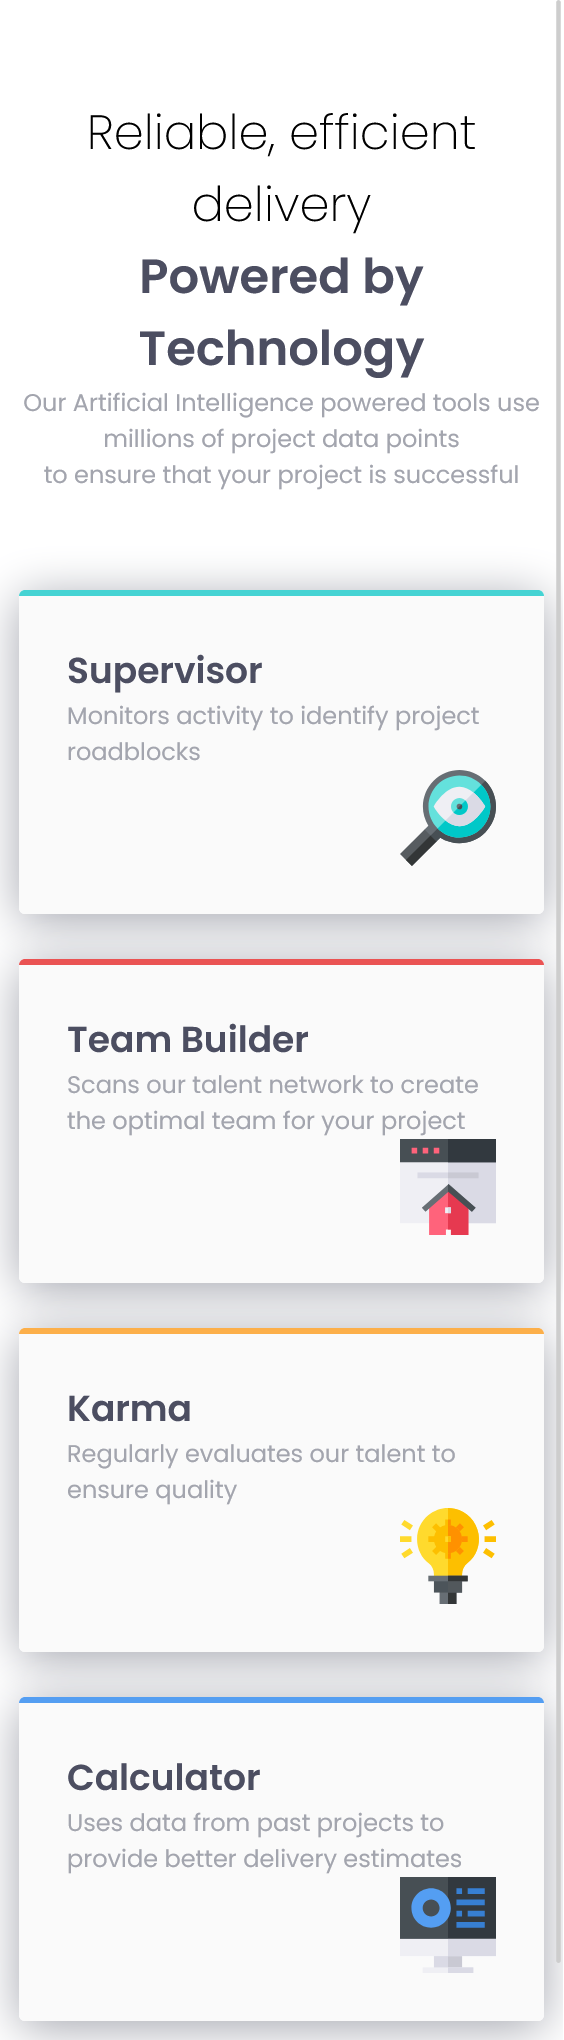 Reliable, efficient
delivery
Powered by
Technology
Our Artificial Intelligence powered tools use
millions of project data points
to ensure that your project is successful
Supervisor
Monitors activity to identify project
roadblocks
Team Builder
Scans our talent network to create
the optimal team for your project
Karma
Regularly evaluates our talent to
ensure quality
Calculator
Uses data from past projects to
provide better delivery estimates